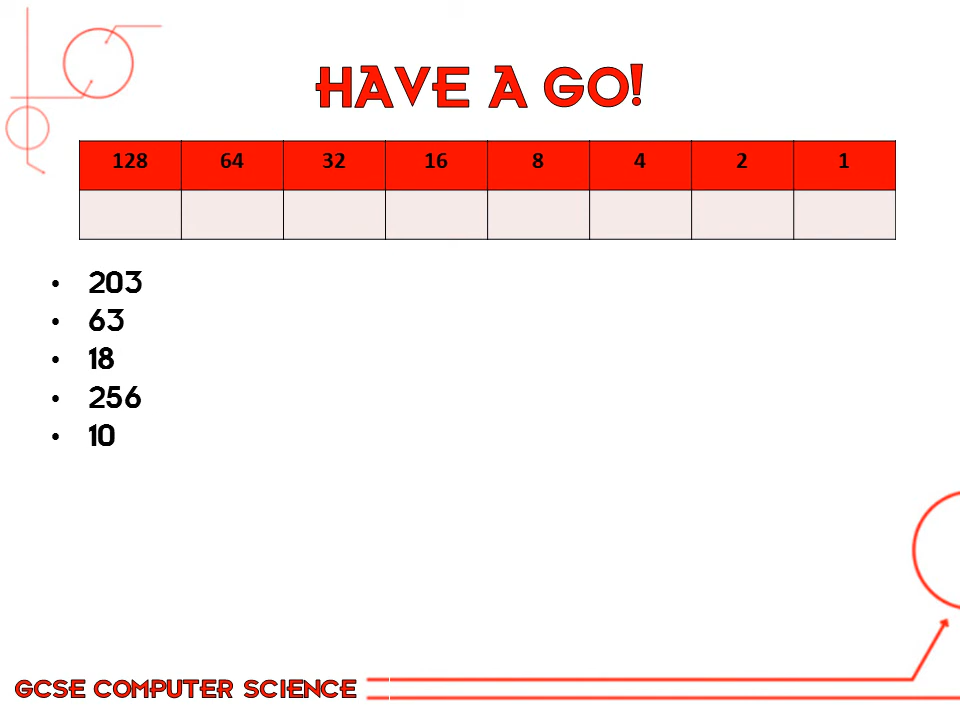 HAVE A GO!
128 64 32 16 8 4 2 1
• 203
• 63
• 18
• 256
• 10
GCSE COMPUTER SCIENCE